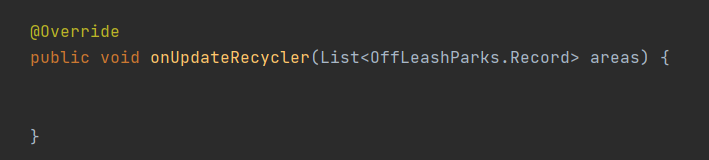 @Override
public void onUpdateRecycler(List<OffLeashParks.Record> areas) {
}